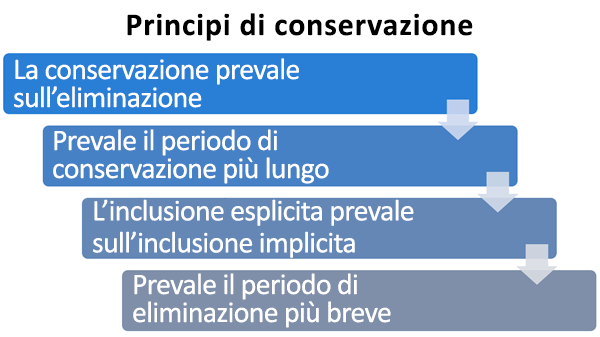 Principi di conservazione
La conservazione prevale
sull’eliminazione
Prevale il periodo di
conservazione più lungo
L’inclusione esplicita prevale
sull’inclusione implicita
Prevale il periodo di
eliminazione più breve